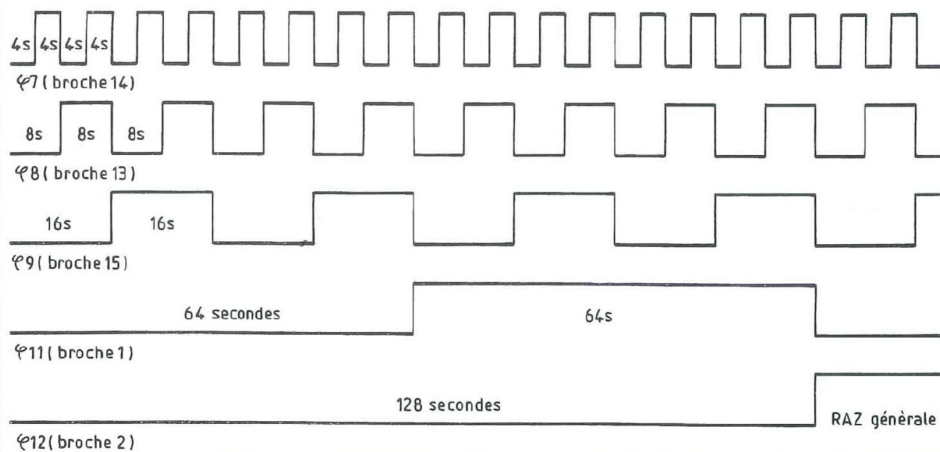 4s 4s 4s 4s
φ7 ( broche 14 )
8s 8s 8s
φ8 ( broche 13 )
16s 16s
φ9 ( broche 15 )
64 secondes 64s
φ11 ( broche 1 )
128 secondes RAZ génèrale
φ12 ( broche 2 )